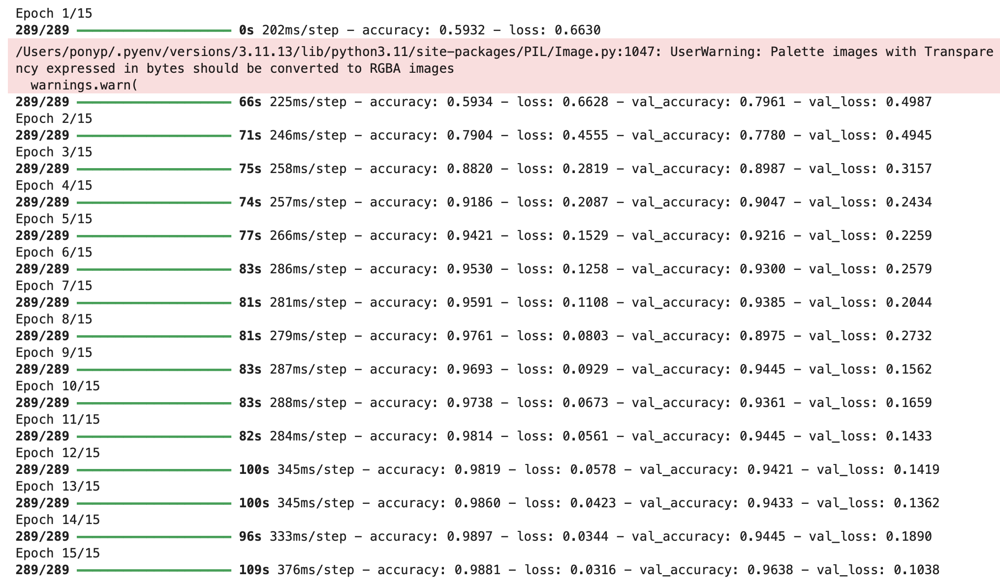 Epoch 1/15
289/289 ━━━━━━━━━━━━━━━━━━━━ 0s 202ms/step - accuracy: 0.5932 - loss: 0.6630
/Users/ponyp/.pyenv/versions/3.11.13/lib/python3.11/site-packages/PIL/Image.py:1047: UserWarning: Palette images with Transpare
ncy expressed in bytes should be converted to RGBA images
  warnings.warn(
289/289 ━━━━━━━━━━━━━━━━━━━━ 66s 225ms/step - accuracy: 0.5934 - loss: 0.6628 - val_accuracy: 0.7961 - val_loss: 0.4987
Epoch 2/15
289/289 ━━━━━━━━━━━━━━━━━━━━ 71s 246ms/step - accuracy: 0.7904 - loss: 0.4555 - val_accuracy: 0.7780 - val_loss: 0.4945
Epoch 3/15
289/289 ━━━━━━━━━━━━━━━━━━━━ 75s 258ms/step - accuracy: 0.8820 - loss: 0.2819 - val_accuracy: 0.8987 - val_loss: 0.3157
Epoch 4/15
289/289 ━━━━━━━━━━━━━━━━━━━━ 74s 257ms/step - accuracy: 0.9186 - loss: 0.2087 - val_accuracy: 0.9047 - val_loss: 0.2434
Epoch 5/15
289/289 ━━━━━━━━━━━━━━━━━━━━ 77s 266ms/step - accuracy: 0.9421 - loss: 0.1529 - val_accuracy: 0.9216 - val_loss: 0.2259
Epoch 6/15
289/289 ━━━━━━━━━━━━━━━━━━━━ 83s 286ms/step - accuracy: 0.9530 - loss: 0.1258 - val_accuracy: 0.9300 - val_loss: 0.2579
Epoch 7/15
289/289 ━━━━━━━━━━━━━━━━━━━━ 81s 281ms/step - accuracy: 0.9591 - loss: 0.1108 - val_accuracy: 0.9385 - val_loss: 0.2044
Epoch 8/15
289/289 ━━━━━━━━━━━━━━━━━━━━ 81s 279ms/step - accuracy: 0.9761 - loss: 0.0803 - val_accuracy: 0.8975 - val_loss: 0.2732
Epoch 9/15
289/289 ━━━━━━━━━━━━━━━━━━━━ 83s 287ms/step - accuracy: 0.9693 - loss: 0.0929 - val_accuracy: 0.9445 - val_loss: 0.1562
Epoch 10/15
289/289 ━━━━━━━━━━━━━━━━━━━━ 83s 288ms/step - accuracy: 0.9738 - loss: 0.0673 - val_accuracy: 0.9361 - val_loss: 0.1659
Epoch 11/15
289/289 ━━━━━━━━━━━━━━━━━━━━ 82s 284ms/step - accuracy: 0.9814 - loss: 0.0561 - val_accuracy: 0.9445 - val_loss: 0.1433
Epoch 12/15
289/289 ━━━━━━━━━━━━━━━━━━━━ 100s 345ms/step - accuracy: 0.9819 - loss: 0.0578 - val_accuracy: 0.9421 - val_loss: 0.1419
Epoch 13/15
289/289 ━━━━━━━━━━━━━━━━━━━━ 100s 345ms/step - accuracy: 0.9860 - loss: 0.0423 - val_accuracy: 0.9433 - val_loss: 0.1362
Epoch 14/15
289/289 ━━━━━━━━━━━━━━━━━━━━ 96s 333ms/step - accuracy: 0.9897 - loss: 0.0344 - val_accuracy: 0.9445 - val_loss: 0.1890
Epoch 15/15
289/289 ━━━━━━━━━━━━━━━━━━━━ 109s 376ms/step - accuracy: 0.9881 - loss: 0.0316 - val_accuracy: 0.9638 - val_loss: 0.1038